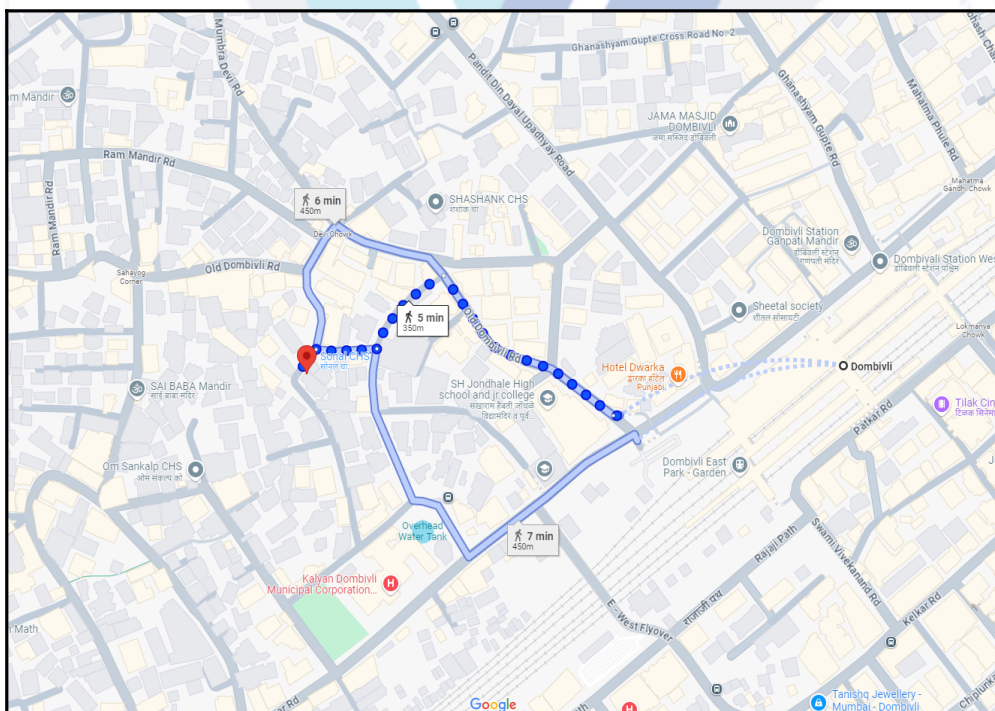 Ghanashyam Gupte Cross Road No. 2
Mumbra Devi Rd
Pandit Din Dayal Upadhyay Road
Ghanashyam Gupte Rd
Mahatma Phule Rd
am Mandir
JAMA MASJID
DOMBIVLI
जमा मस्जिद डोंबिवली
Ram Mandir Rd
Ram Mandir Rd
Mahatma
Gandhi Chowk
6 min
450m
SHASHANK CHS
Devi Chowk
Dombivli Station
Ganpati Mandir
डोंबिवली स्टेशन
गणपती मंदिर
Dombivali Station West
डोंबिवली स्टेशन पश्चिम
Sahayog
Corner
Old Dombivli Rd
Sheetal society
शीतल सोसायटी
5 min
350m
Old Dombivli Rd
Lokmanya
Chowk
Sonal CHS
सोनल चा
Hotel Dwarka
द्वारका हॉटेल
Punjabi
Dombivli
SAI BABA Mandir
साई बाबा मंदिर
SH Jondhale High
school and jr.college
सखाराम हैबती जोंधळे
विद्यामंदिर व पूर्व
Tilak Cin
टिळक सिनेमा
Patkar Rd
Om Sankalp CHS
ओम संकल्प को.
Dombivli East
Park - Garden
Overhead
Water Tank
7 min
450m
Rajaji Path
Swami Vivekanand Rd
Kalyan Dombivli
Municipal Corporation...
राजाजी पथ
E - West Flyover
Kelkar Rd
n Math
Tanishq Jewellery -
Mumbai - Dombivli
Chiplunka
Google